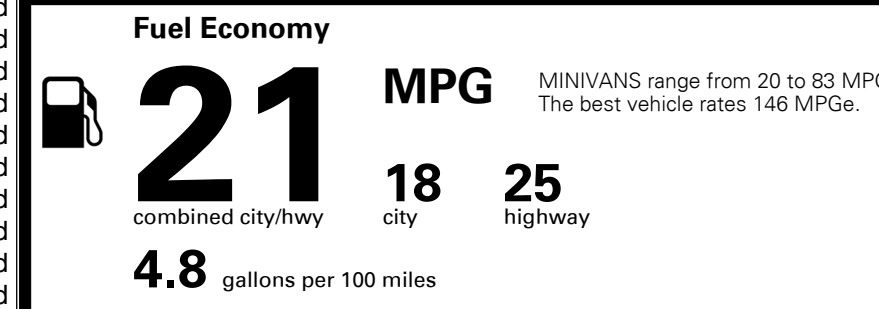 Fuel Economy
21 MPG
MINIVANS range from 20 to 83
The best vehicle rates 146 MPGe.
18 25
combined city/hwy city highway
4.8 gallons per 100 miles
d
d
d
d
d
d
d
d
d
d